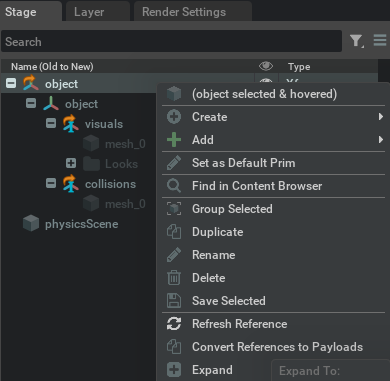 Stage Layer Render Settings
Search
Name (Old to New) Type
object
(object selected & hovered)
object
Create
visuals
Add
mesh_0
Looks
Set as Default Prim
collisions
Find in Content Browser
mesh_0
Group Selected
physicsScene
Duplicate
Rename
Delete
Save Selected
Refresh Reference
Convert References to Payloads
Expand Expand To: